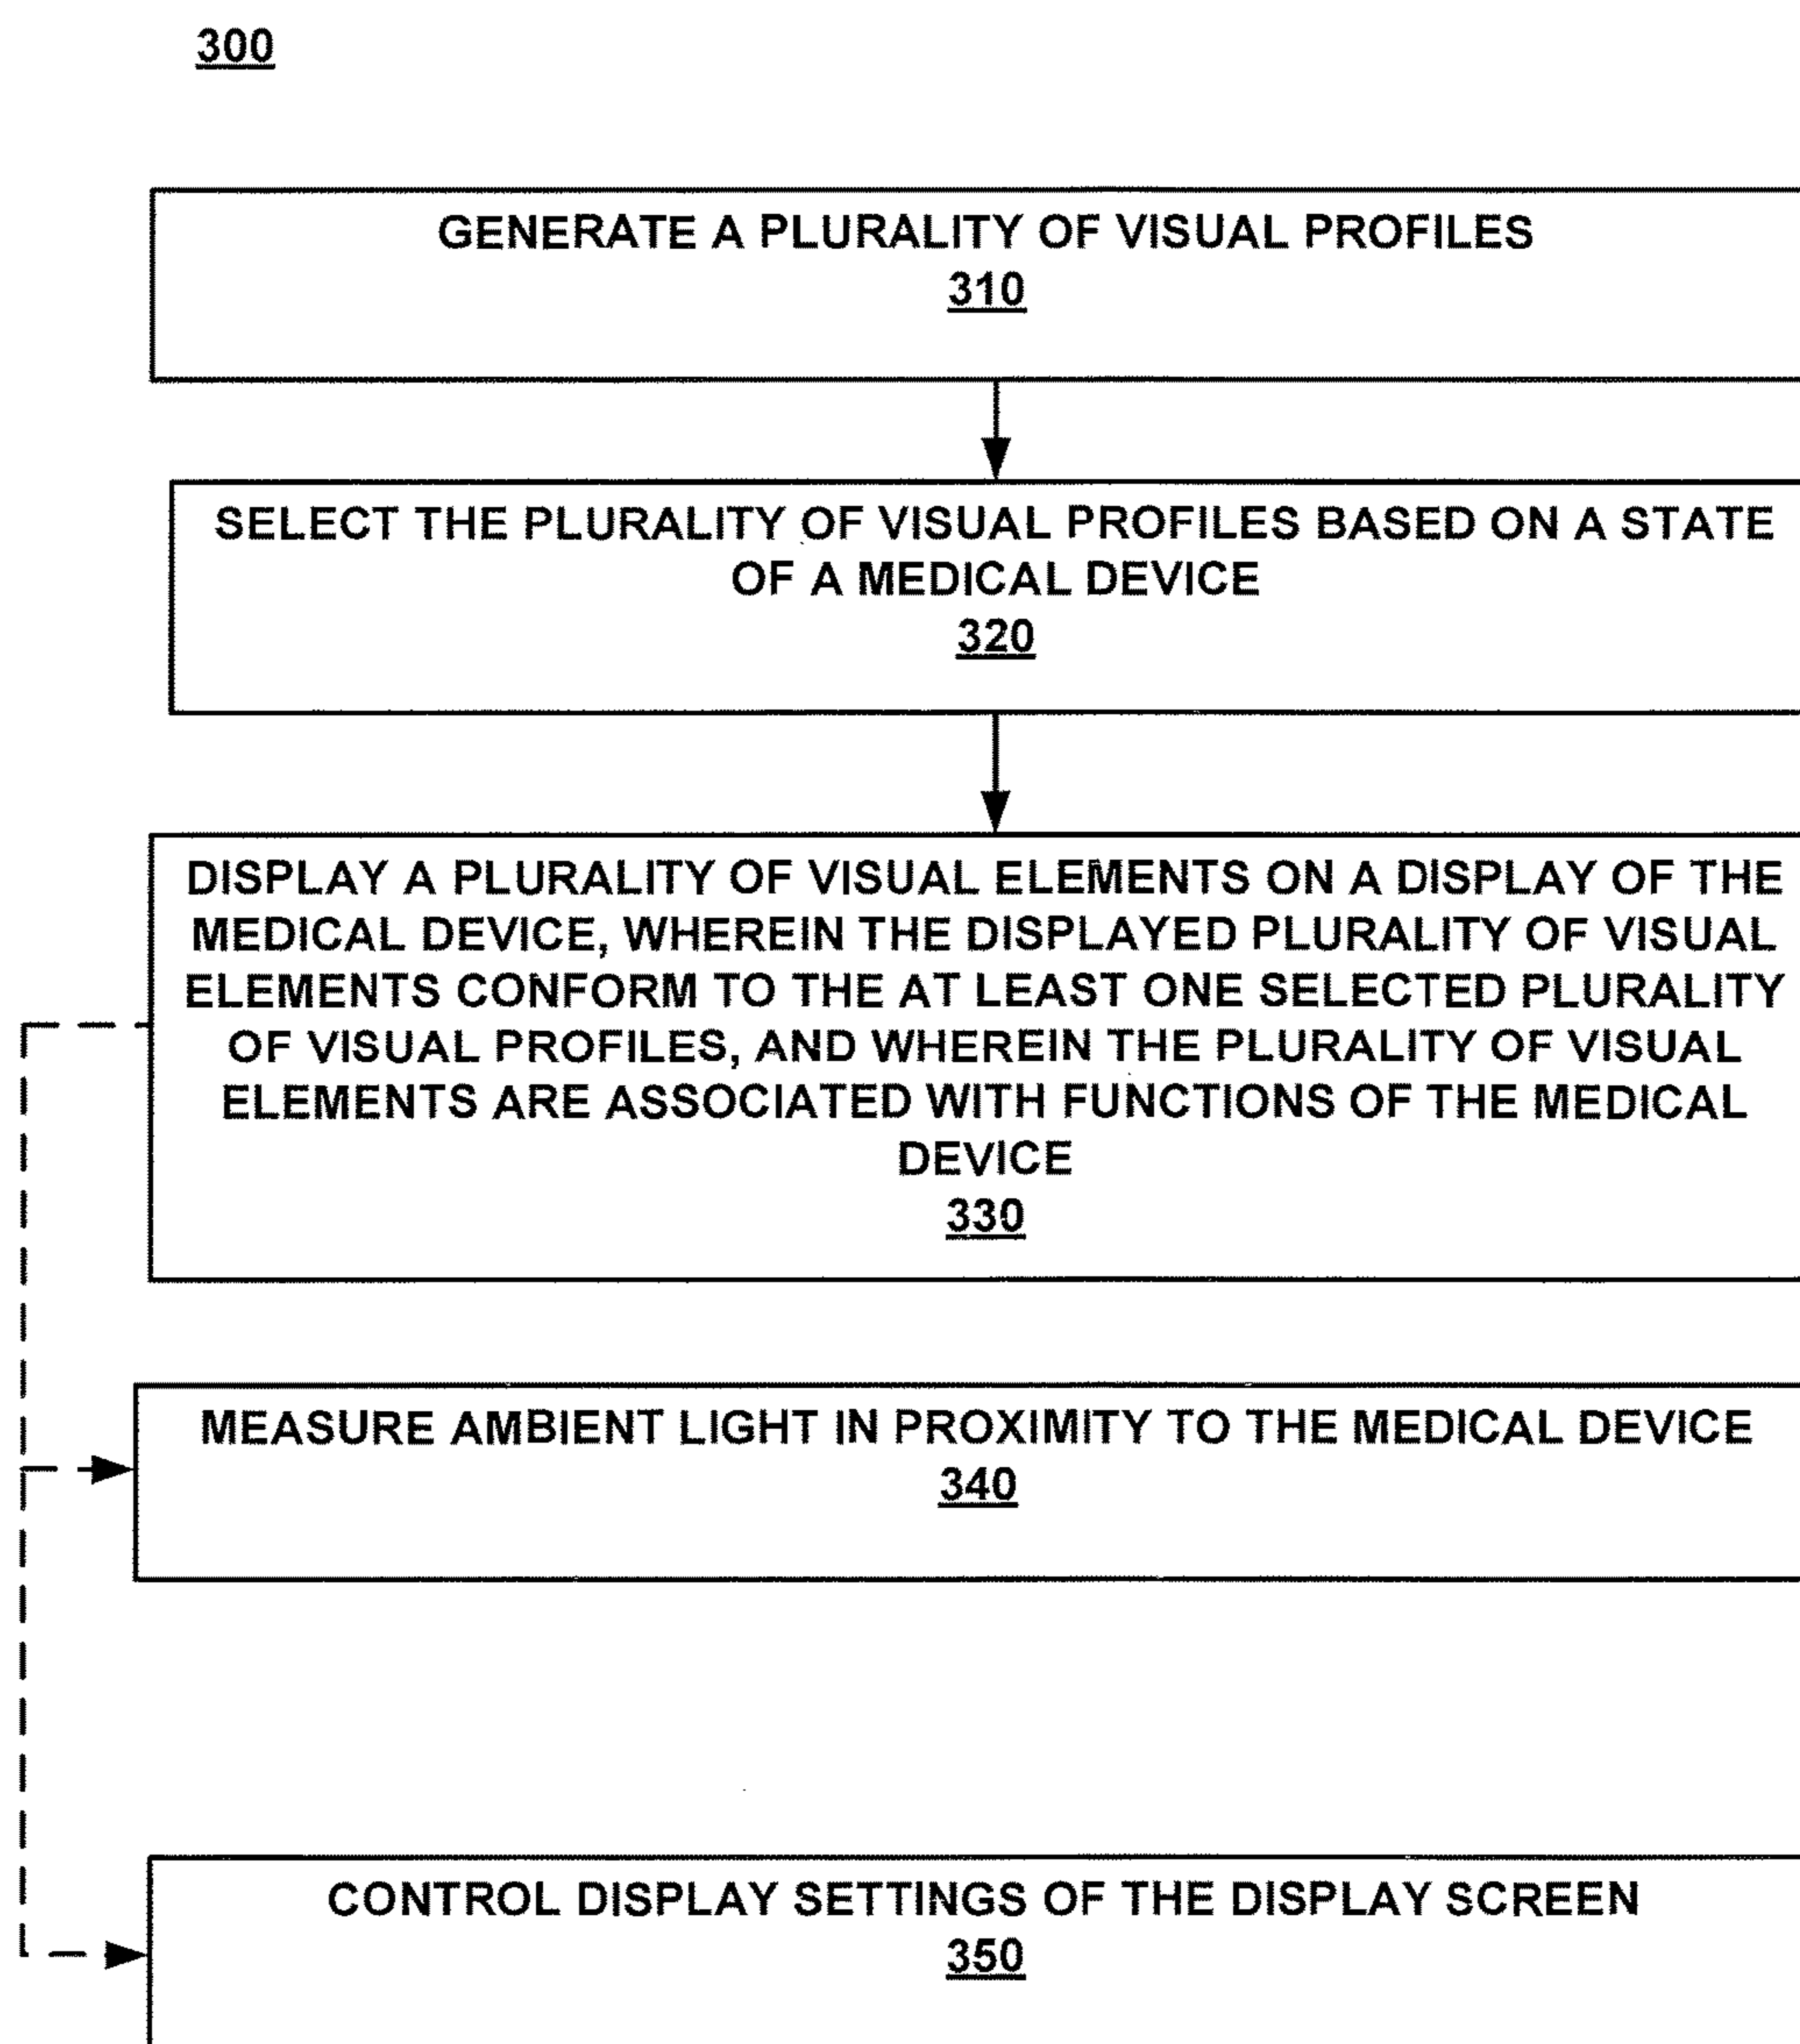 300
GENERATE A PLURALITY OF VISUAL PROFILES
310
SELECT THE PLURALITY OF VISUAL PROFILES BASED ON A STATE
OF A MEDICAL DEVICE
320
DISPLAY A PLURALITY OF VISUAL ELEMENTS ON A DISPLAY OF THE
MEDICAL DEVICE, WHEREIN THE DISPLAYED PLURALITY OF VISUAL
ELEMENTS CONFORM TO THE AT LEAST ONE SELECTED PLURALITY
OF VISUAL PROFILES, AND WHEREIN THE PLURALITY OF VISUAL
ELEMENTS ARE ASSOCIATED WITH FUNCTIONS OF THE MEDICAL
DEVICE
330
MEASURE AMBIENT LIGHT IN PROXIMITY TO THE MEDICAL DEVICE
340
CONTROL DISPLAY SETTINGS OF THE DISPLAY SCREEN
350